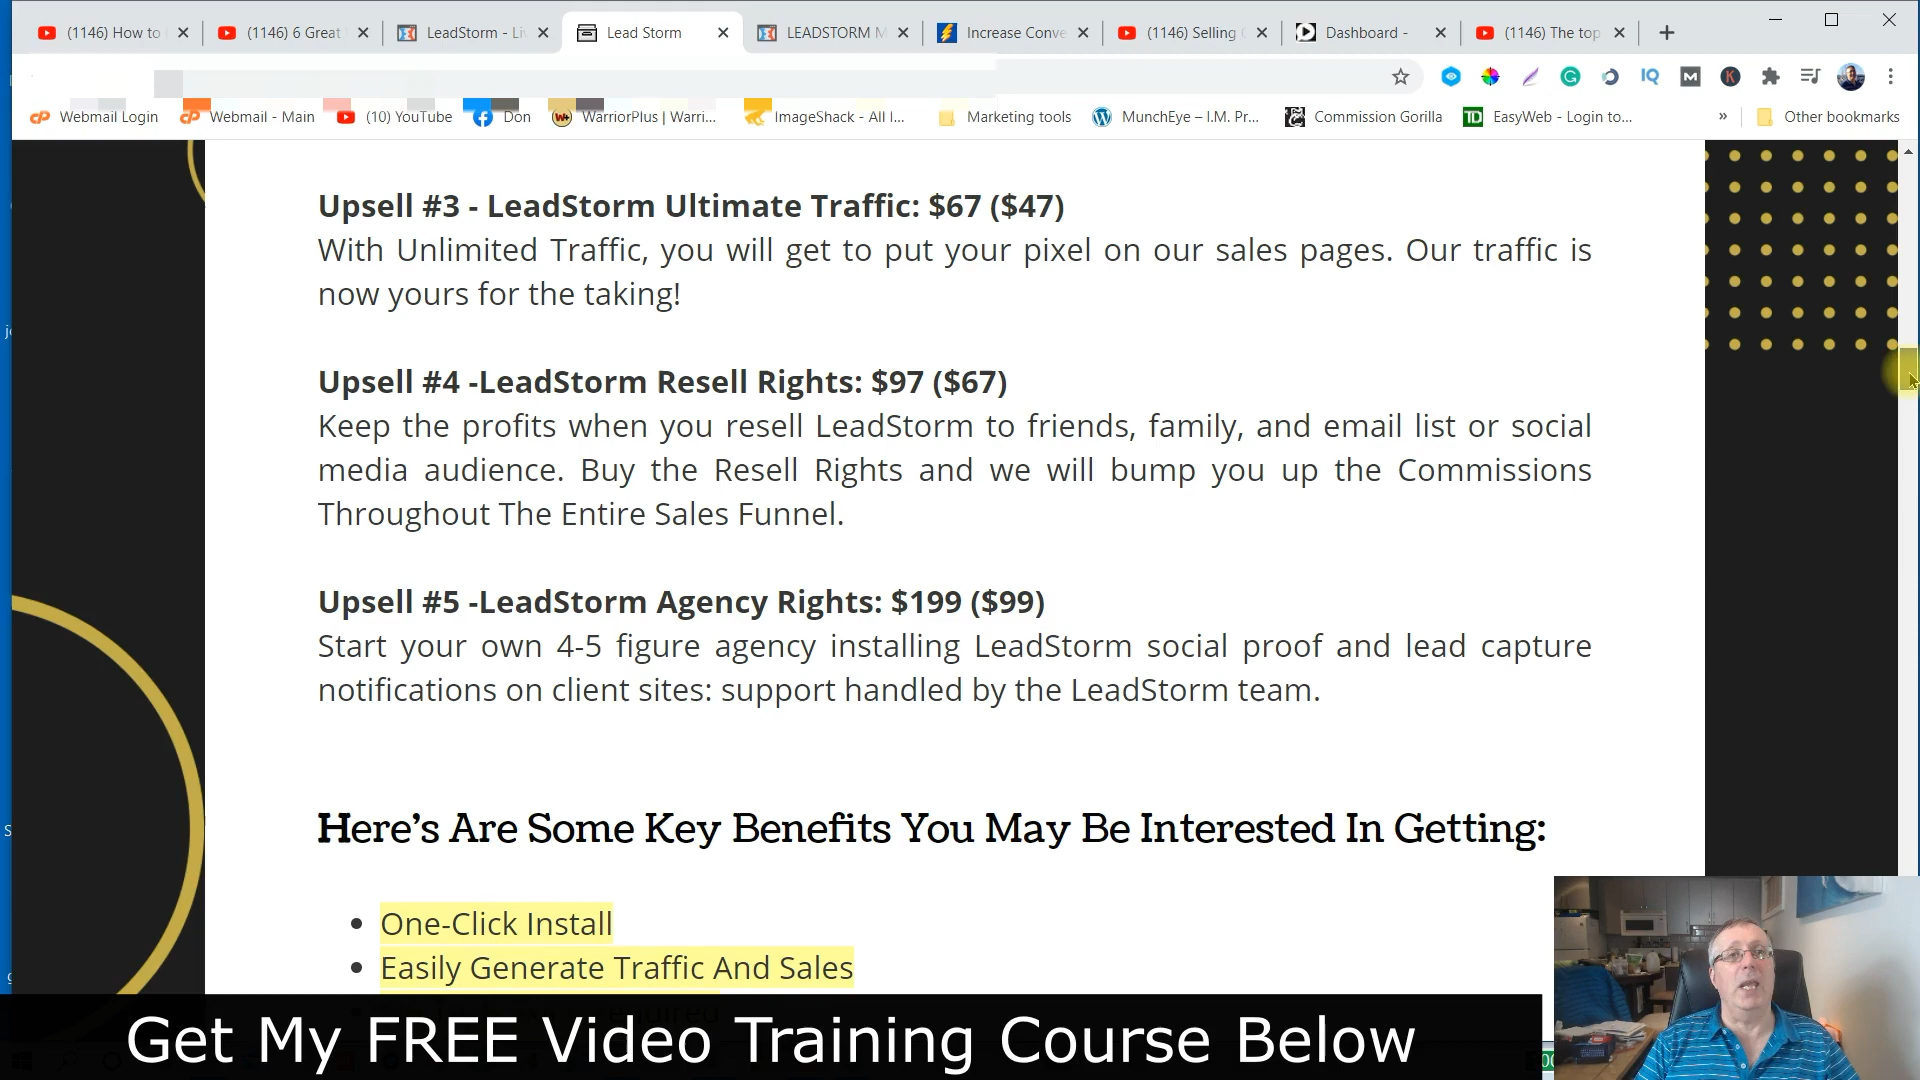 (1146) How to
(1146) 6 Great
LeadStorm - Liv
Lead Storm
LEADSTORM M
Increase Conve
(1146) Selling
Dashboard -
(1146) The top
Webmail Login
Webmail - Main
(10) YouTube
Don
WarriorPlus | Warri...
ImageShack - All I...
Marketing tools
MunchEye – I.M. Pr...
Commission Gorilla
EasyWeb - Login to...
»
Other bookmarks
Upsell #3 - LeadStorm Ultimate Traffic: $67 ($47)
With Unlimited Traffic, you will get to put your pixel on our sales pages. Our traffic is
now yours for the taking!
Upsell #4 -LeadStorm Resell Rights: $97 ($67)
Keep the profits when you resell LeadStorm to friends, family, and email list or social
media audience. Buy the Resell Rights and we will bump you up the Commissions
Throughout The Entire Sales Funnel.
Upsell #5 -LeadStorm Agency Rights: $199 ($99)
Start your own 4-5 figure agency installing LeadStorm social proof and lead capture
notifications on client sites: support handled by the LeadStorm team.
Here's Are Some Key Benefits You May Be Interested In Getting:
One-Click Install
Easily Generate Traffic And Sales
Get My FREE Video Training Course Below